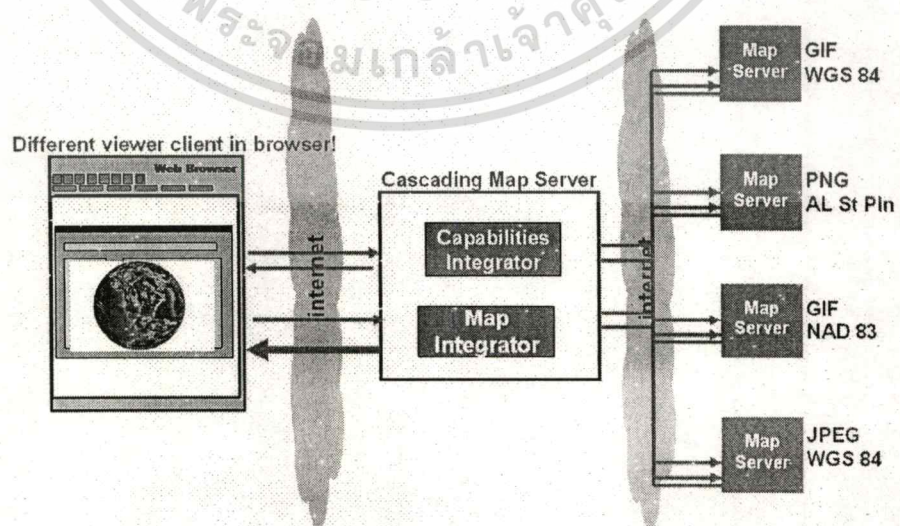 พระจอมเกล้าเจ้าคุณ
Different viewer client in browser!
Web Browser
internet
Cascading Map Server
Capabilities
Integrator
Map
Integrator
internet
Map
Server
GIF
WGS 84
Map
Server
PNG
AL St Pln
Map
Server
GIF
NAD 83
Map
Server
JPEG
WGS 84